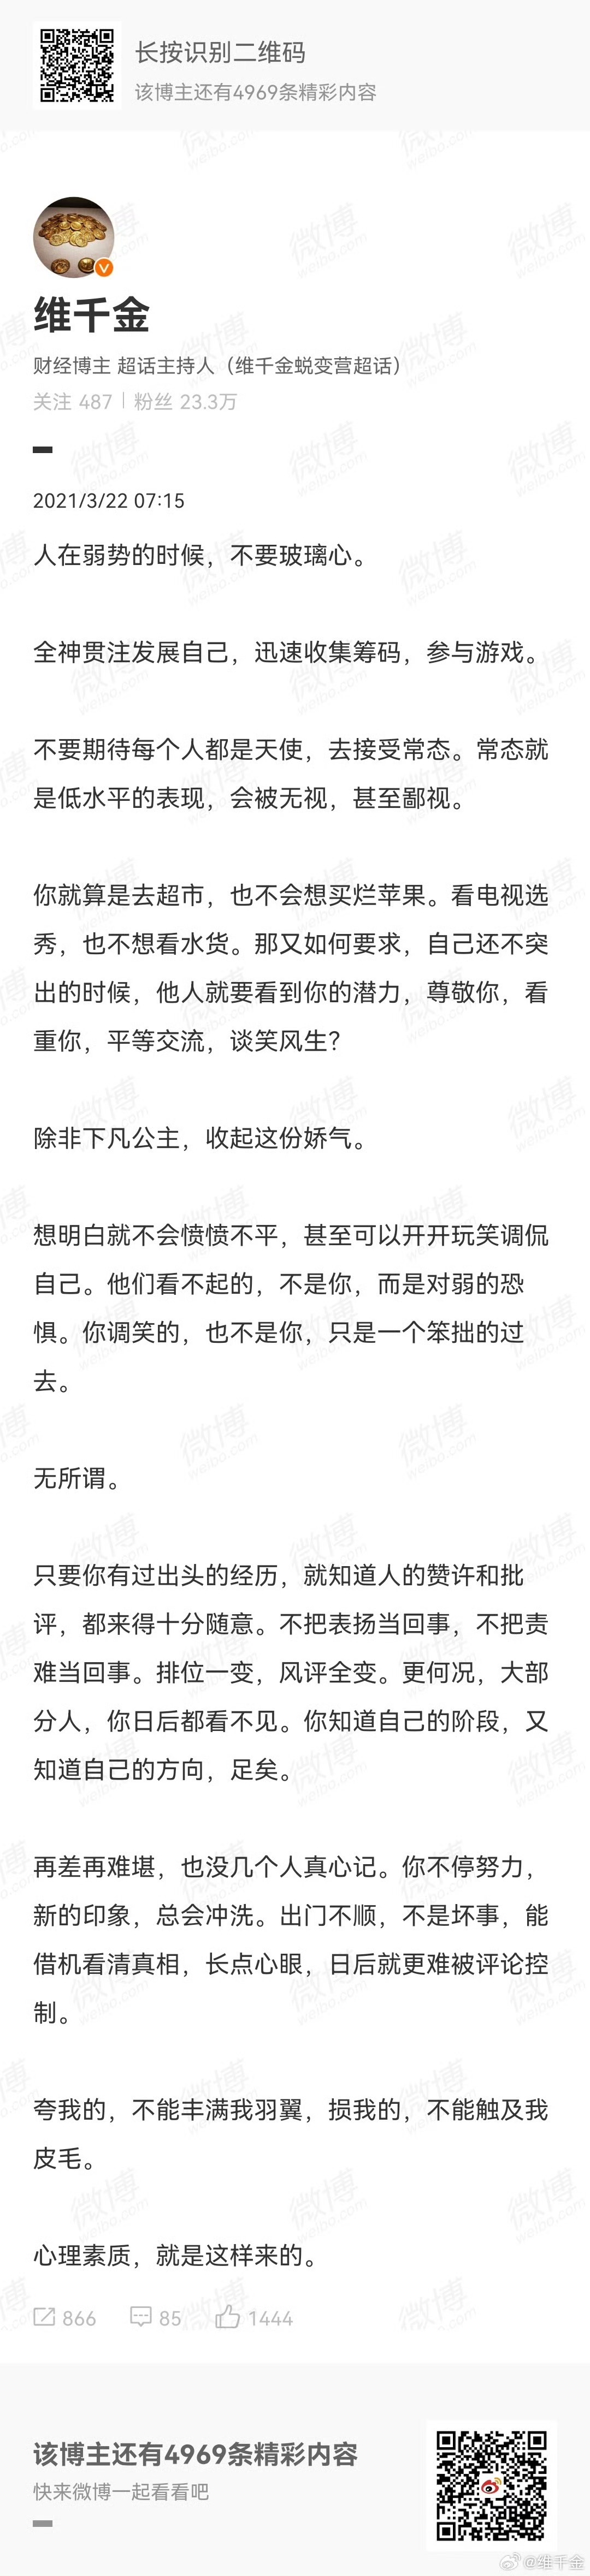 长按识别二维码
该博主还有4969条精彩内容
维千金
财经博主 超话主持人（维千金蜕变营超话）
关注 487 | 粉丝 23.3万
2021/3/22 07:15
人在弱势的时候，不要玻璃心。
全神贯注发展自己，迅速收集筹码，参与游戏。
不要期待每个人都是天使，去接受常态。常态就
是低水平的表现，会被无视，甚至鄙视。
你就算是去超市，也不会想买烂苹果。看电视选
秀，也不想看水货。那又如何要求，自己还不突
出的时候，他人就要看到你的潜力，尊敬你，看
重你，平等交流，谈笑风生？
除非下凡公主，收起这份娇气。
想明白就不会愤愤不平，甚至可以开开玩笑调侃
自己。他们看不起的，不是你，而是对弱的恐
惧。你调笑的，也不是你，只是一个笨拙的过
去。
无所谓。
只要你有过出头的经历，就知道人的赞许和批
评，都来得十分随意。不把表扬当回事，不把责
难当回事。排位一变，风评全变。更何况，大部
分人，你日后都看不见。你知道自己的阶段，又
知道自己的方向，足矣。
再差再难堪，也没几个人真心记。你不停努力，
新的印象，总会冲洗。出门不顺，不是坏事，能
借机看清真相，长点心眼，日后就更难被评论控
制。
夸我的，不能丰满我羽翼，损我的，不能触及我
皮毛。
心理素质，就是这样来的。
866 85 1444
该博主还有4969条精彩内容
快来微博一起看看吧
@维千金
微博
weibo.com